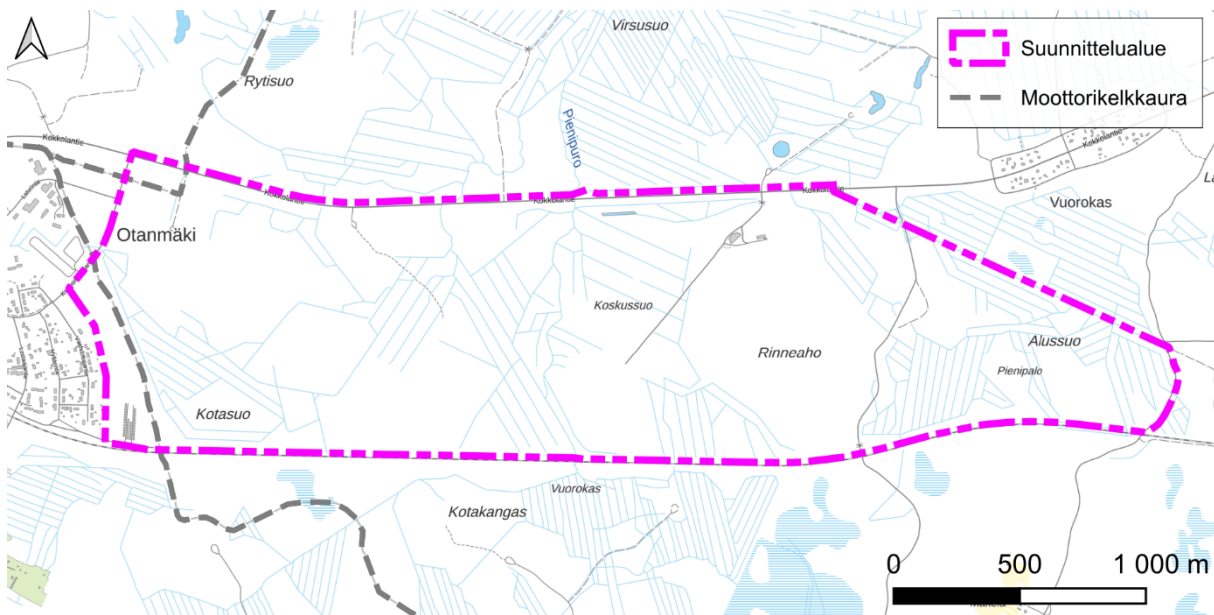 Virsusuo
Suunnittelualue
Rytisuo
Moottorikelkkaura
Pienipuro
Kokkolantie
Kokkolantie
Kokkolantie
Kokkolantie
Kokkolantie
Vuorokas
Otanmäki
Koskussuo
Rinneaho
Alussuo
Pienipalo
Kotasuo
Vuorokas
Kotakangas
0 500 1 000 m